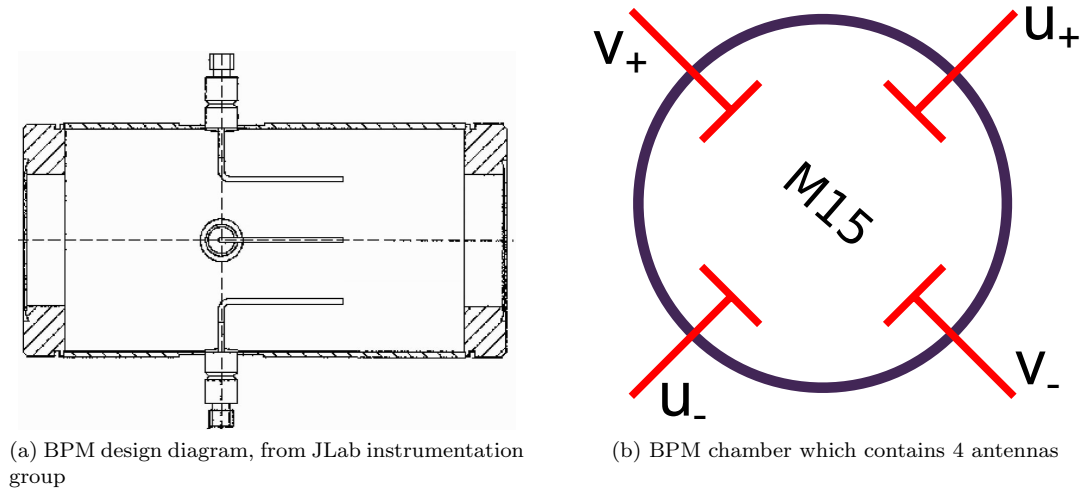 v₊
u₊
M15
u₋
v₋
(a) BPM design diagram, from JLab instrumentation
group
(b) BPM chamber which contains 4 antennas